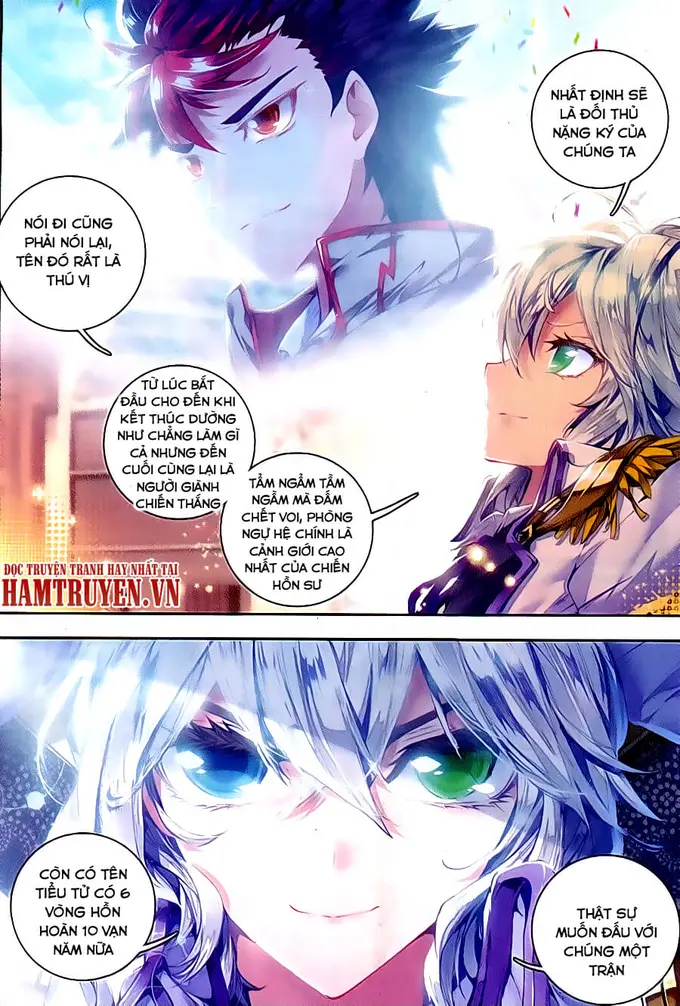 NHẤT ĐỊNH SẼ
LÀ ĐỐI THỦ
NẶNG KÝ CỦA
CHÚNG TA
NÓI ĐI CŨNG
PHẢI NÓI LẠI,
TÊN ĐÓ RẤT LÀ
THÚ VỊ
TỪ LÚC BẮT
ĐẦU CHO ĐẾN KHI
KẾT THÚC DƯỜNG
NHƯ CHẲNG LÀM GÌ
CẢ NHƯNG ĐẾN
CUỐI CÙNG LẠI LÀ
NGƯỜI GIÀNH
CHIẾN THẮNG
TẨM NGẨM TẦM
NGẦM MÀ ĐẤM
CHẾT VOI, PHÒNG
NGỰ HỆ CHÍNH LÀ
CẢNH GIỚI CAO
NHẤT CỦA CHIẾN
HỒN SƯ
ĐỌC TRUYỆN TRANH HAY NHẤT TẠI
HAMTRUYEN.VN
CÒN CÓ TÊN
TIỂU TỬ CÓ 6
VÒNG HỒN
HOÀN 10 VẠN
NĂM NỮA
THẬT SỰ
MUỐN ĐẤU VỚI
CHÚNG MỘT
TRẬN